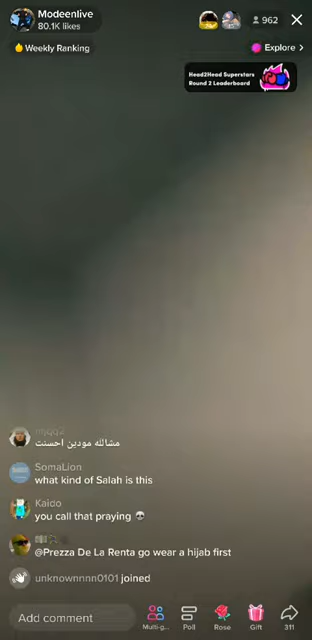 Modeenlive
80.1K likes
962
Weekly Ranking
Explore >
Head2Head Superstars
Round 2 Leaderboard
mjqq2
مشالله مودين احسنت
SomaLion
what kind of Salah is this
Kaido
you call that praying 💀
@Prezza De La Renta go wear a hijab first
unknownnnn0101 joined
Add comment
Multi-g...
Poll
Rose
Gift
311